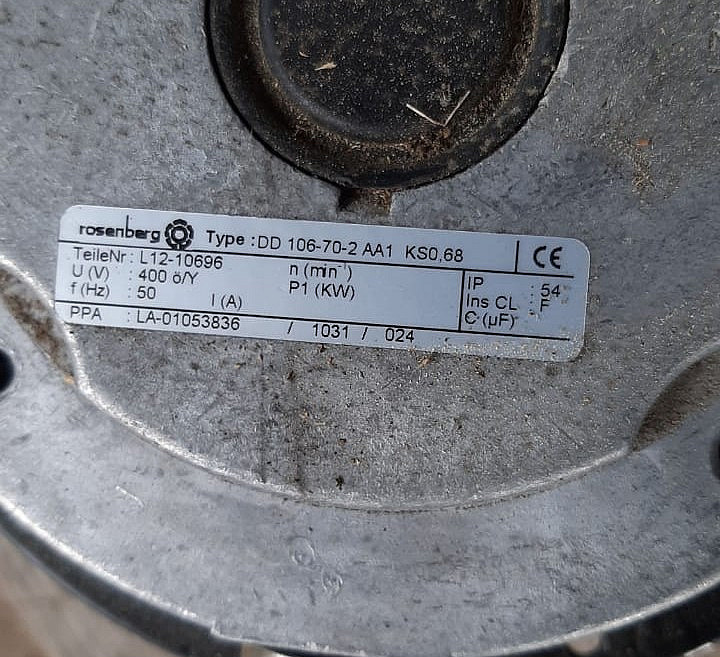 rosenberg Type : DD 106-70-2 AA1 KS0,68 CE
TeileNr : L12-10696 n (min⁻¹) IP : 54
U (V) : 400 ö/Y P1 (KW) Ins CL : F
f (Hz) : 50 I (A) C (µF)
PPA : LA-01053836 / 1031 / 024